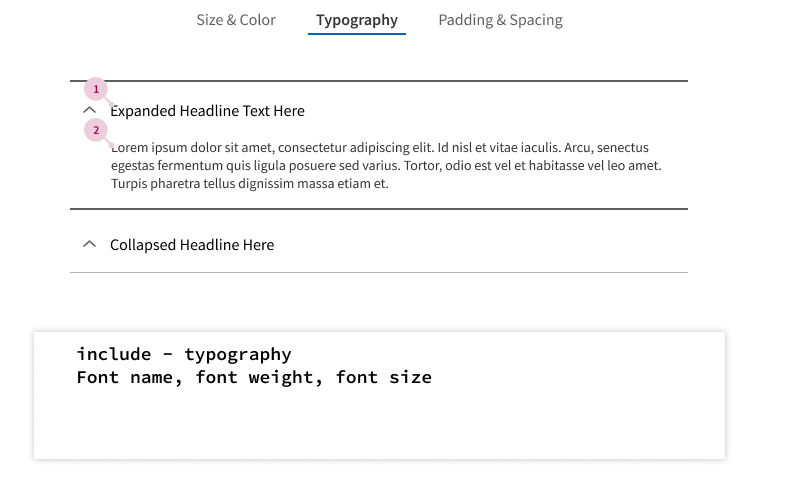 Size & Color Typography Padding & Spacing
1
Expanded Headline Text Here
2
Lorem ipsum dolor sit amet, consectetur adipiscing elit. Id nisl et vitae iaculis. Arcu, senectus
egestas fermentum quis ligula posuere sed varius. Tortor, odio est vel et habitasse vel leo amet.
Turpis pharetra tellus dignissim massa etiam et.
Collapsed Headline Here
include - typography
Font name, font weight, font size